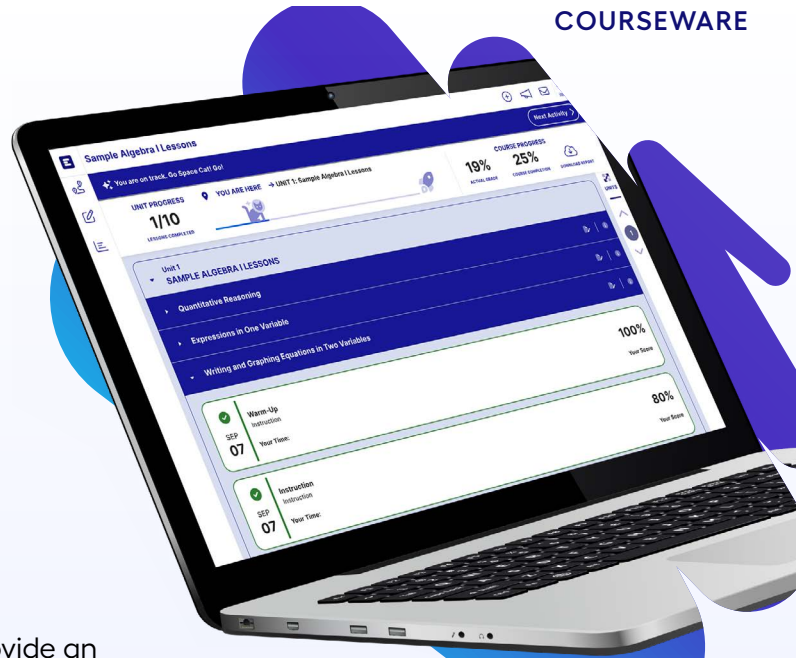 COURSEWARE
Sample Algebra I Lessons
Next Activity
You are on track. Go Space Cat! Go!
UNIT PROGRESS
1/10
LESSONS COMPLETED
YOU ARE HERE → UNIT 1: Sample Algebra I Lessons
COURSE PROGRESS
19%
ACTUAL GRADE
25%
COURSE COMPLETION
DOWNLOAD REPORT
UNITS
1
Unit 1
SAMPLE ALGEBRA I LESSONS
Quantitative Reasoning
Expressions in One Variable
Writing and Graphing Equations in Two Variables
Warm-Up
Instruction
SEP
07
Your Time:
100%
Your Score
Instruction
Instruction
SEP
07
Your Time:
80%
Your Score
ovide an